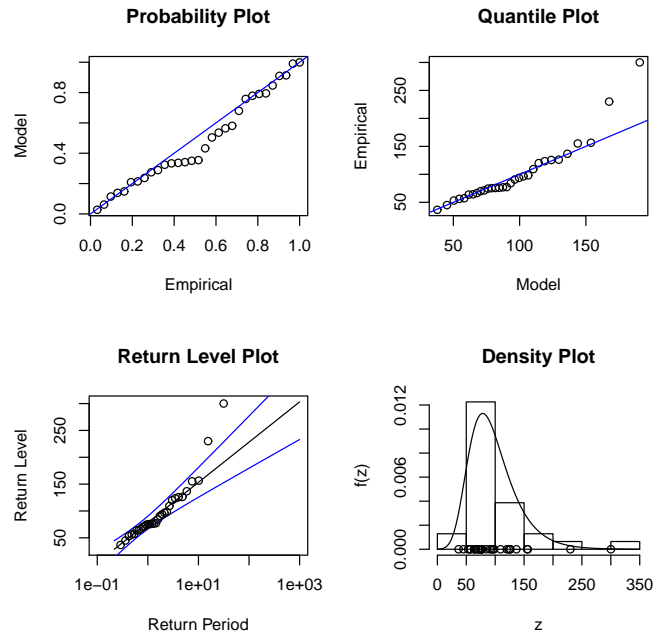 Probability Plot
Model
0.0 0.4 0.8
0.0 0.2 0.4 0.6 0.8 1.0
Empirical
Quantile Plot
Empirical
50 150 250
50 100 150
Model
Return Level Plot
Return Level
50 150 250
1e−01 1e+01 1e+03
Return Period
Density Plot
f(z)
0.000 0.006 0.012
0 50 150 250 350
z